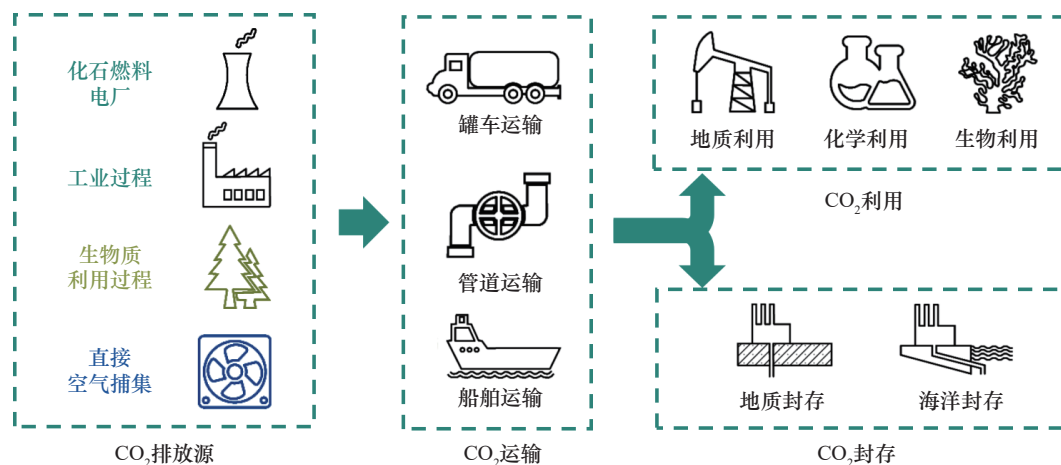 化石燃料
电厂
工业过程
生物质
利用过程
直接
空气捕集
CO₂排放源
罐车运输
管道运输
船舶运输
CO₂运输
地质利用
化学利用
生物利用
CO₂利用
地质封存
海洋封存
CO₂封存